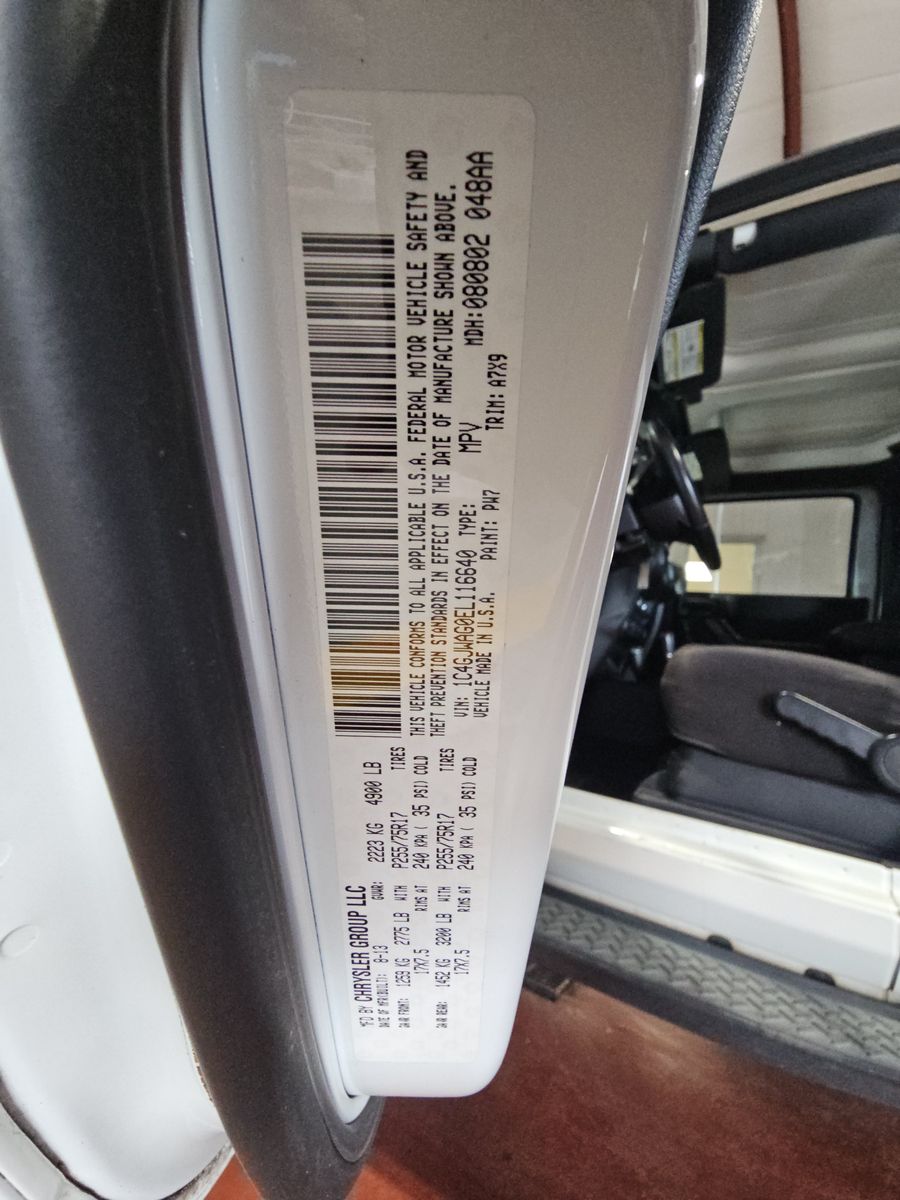 MFD BY CHRYSLER GROUP LLC
DATE OF MFR(BUILT): 8-13 GVWR: 2223 KG 4900 LB
GAWR FRONT: 1259 KG 2775 LB WITH P255/75R17 TIRES
17X7.5 RIMS AT 240 KPA ( 35 PSI) COLD
GAWR REAR: 1452 KG 3200 LB WITH P255/75R17 TIRES
17X7.5 RIMS AT 240 KPA ( 35 PSI) COLD
THIS VEHICLE CONFORMS TO ALL APPLICABLE U.S.A. FEDERAL MOTOR VEHICLE SAFETY AND
THEFT PREVENTION STANDARDS IN EFFECT ON THE DATE OF MANUFACTURE SHOWN ABOVE.
VIN: 1C4GJWAG0EL116640 TYPE: MPV MDH:080802 048AA
VEHICLE MADE IN U.S.A. PAINT: PW7 TRIM: A7X9